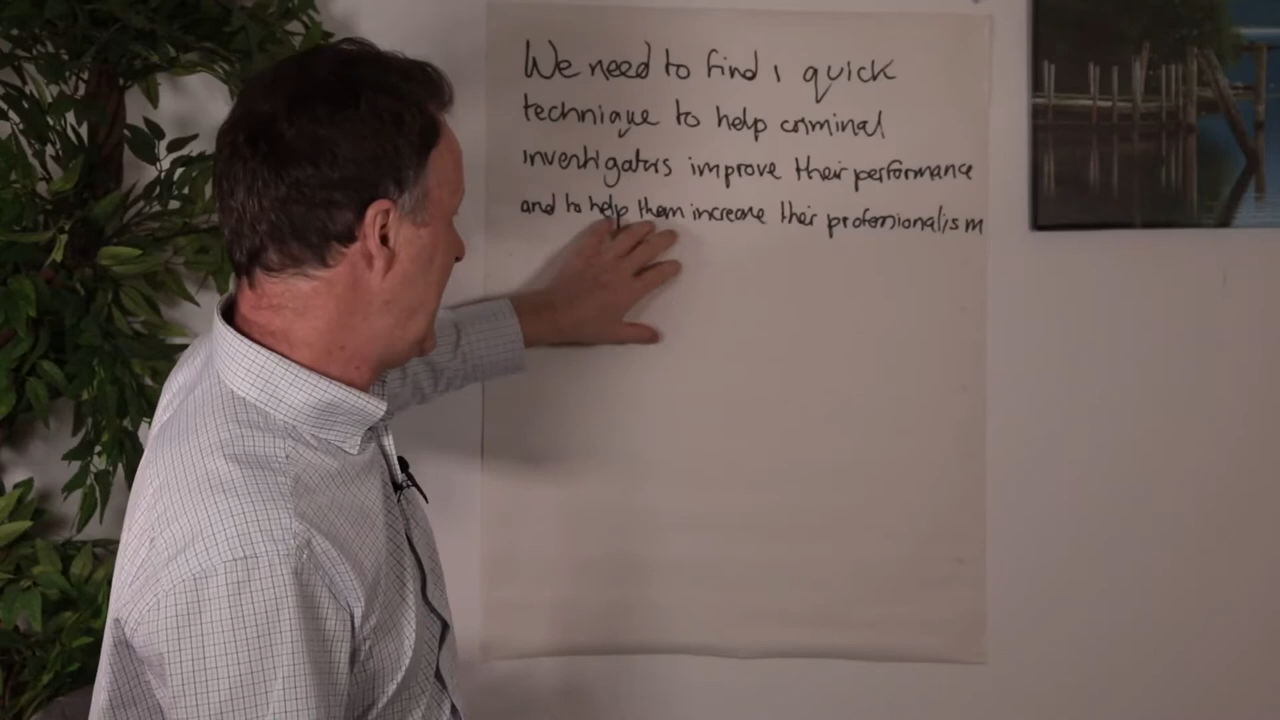 We need to find 1 quick
technique to help criminal
investigators improve their performance
and to help them increase their professionalism